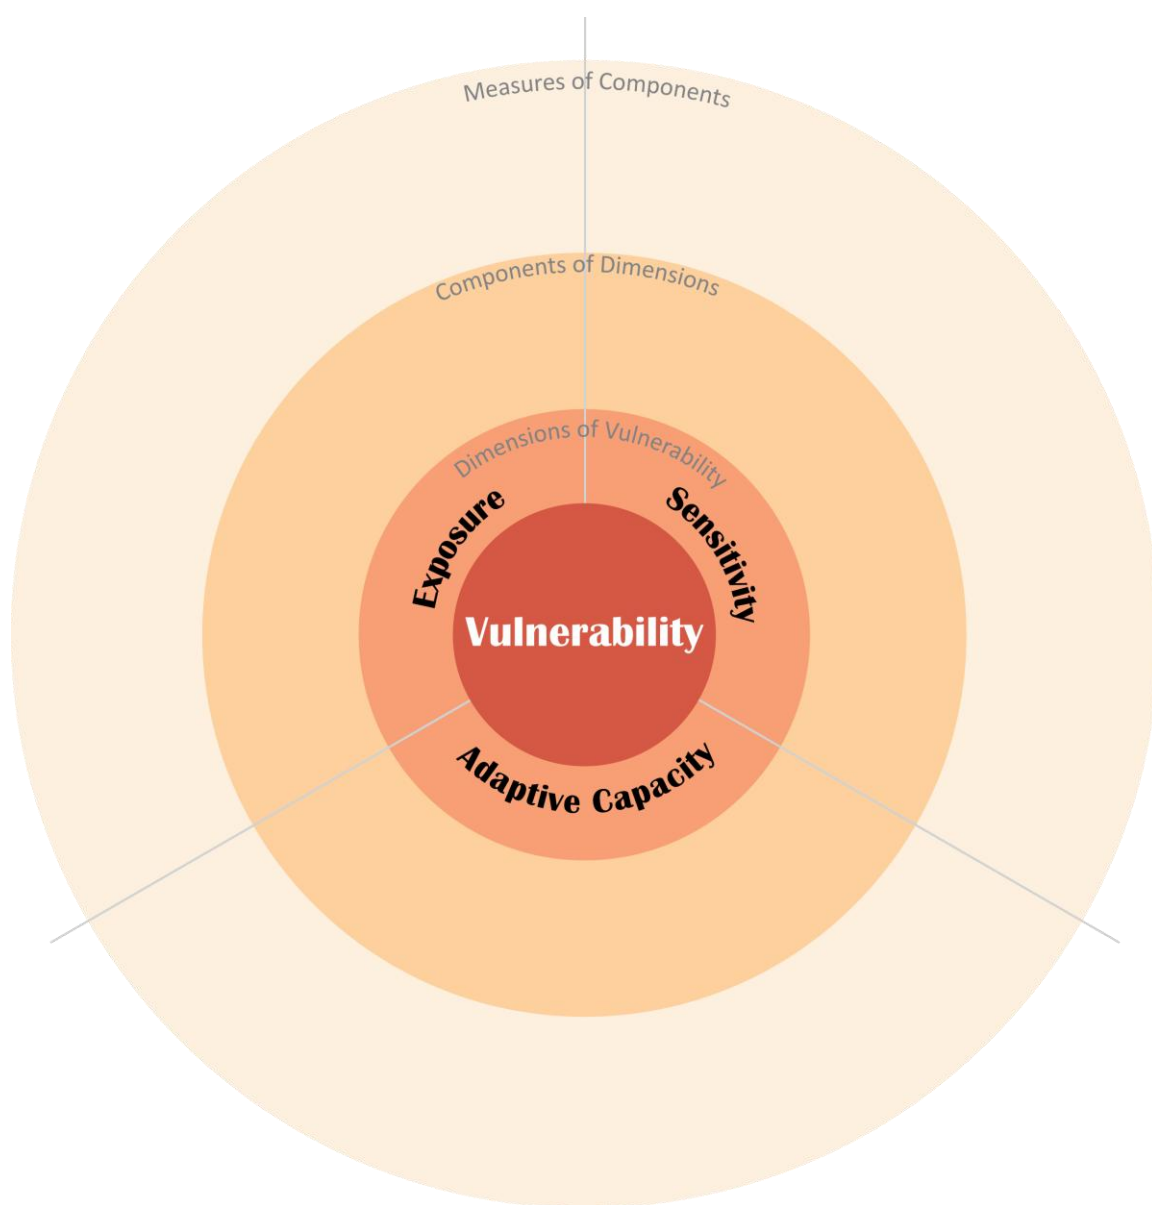 Measures of Components
Components of Dimensions
Dimensions of Vulnerability
Exposure
Sensitivity
Vulnerability
Adaptive Capacity